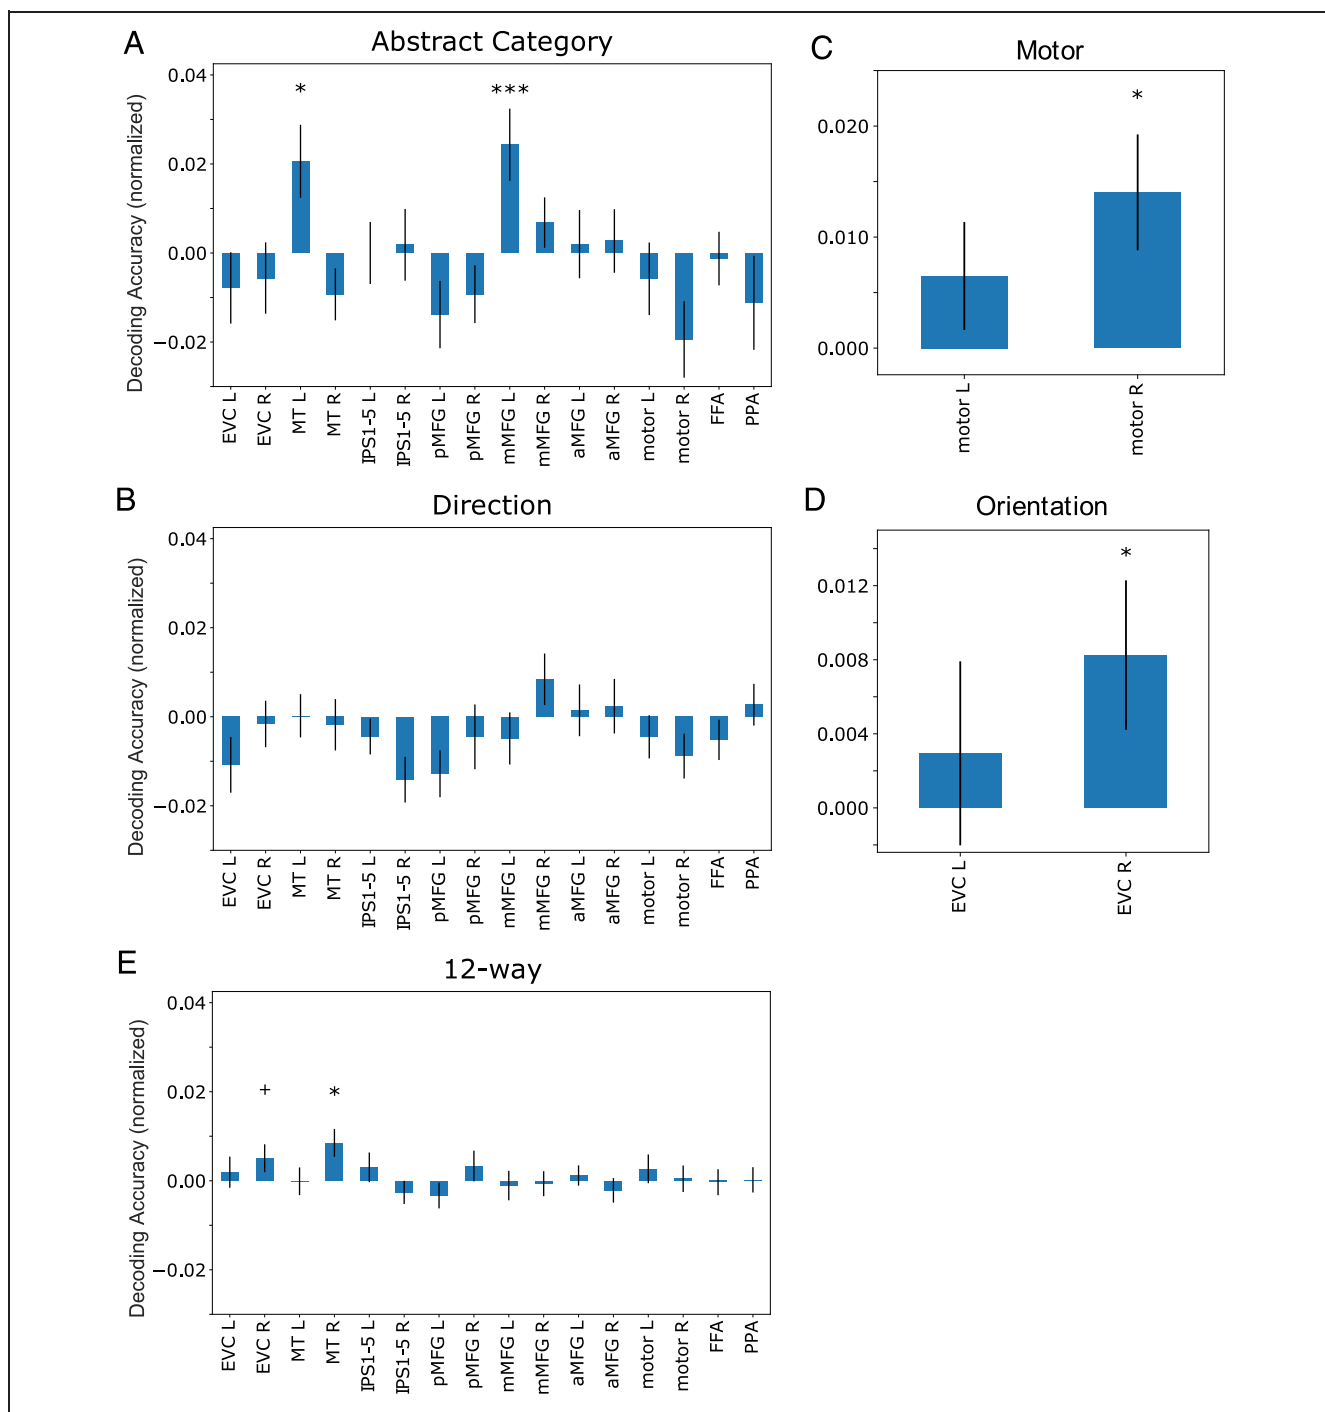 A
Abstract Category
Decoding Accuracy (normalized)
0.04
0.02
0.00
−0.02
*
***
EVC L
EVC R
MT L
MT R
IPS1-5 L
IPS1-5 R
pMFG L
pMFG R
mMFG L
mMFG R
aMFG L
aMFG R
motor L
motor R
FFA
PPA
C
Motor
0.020
0.010
0.000
*
motor L
motor R
B
Direction
Decoding Accuracy (normalized)
0.04
0.02
0.00
−0.02
EVC L
EVC R
MT L
MT R
IPS1-5 L
IPS1-5 R
pMFG L
pMFG R
mMFG L
mMFG R
aMFG L
aMFG R
motor L
motor R
FFA
PPA
D
Orientation
0.012
0.008
0.004
0.000
*
EVC L
EVC R
E
12-way
Decoding Accuracy (normalized)
0.04
0.02
0.00
−0.02
+
*
EVC L
EVC R
MT L
MT R
IPS1-5 L
IPS1-5 R
pMFG L
pMFG R
mMFG L
mMFG R
aMFG L
aMFG R
motor L
motor R
FFA
PPA